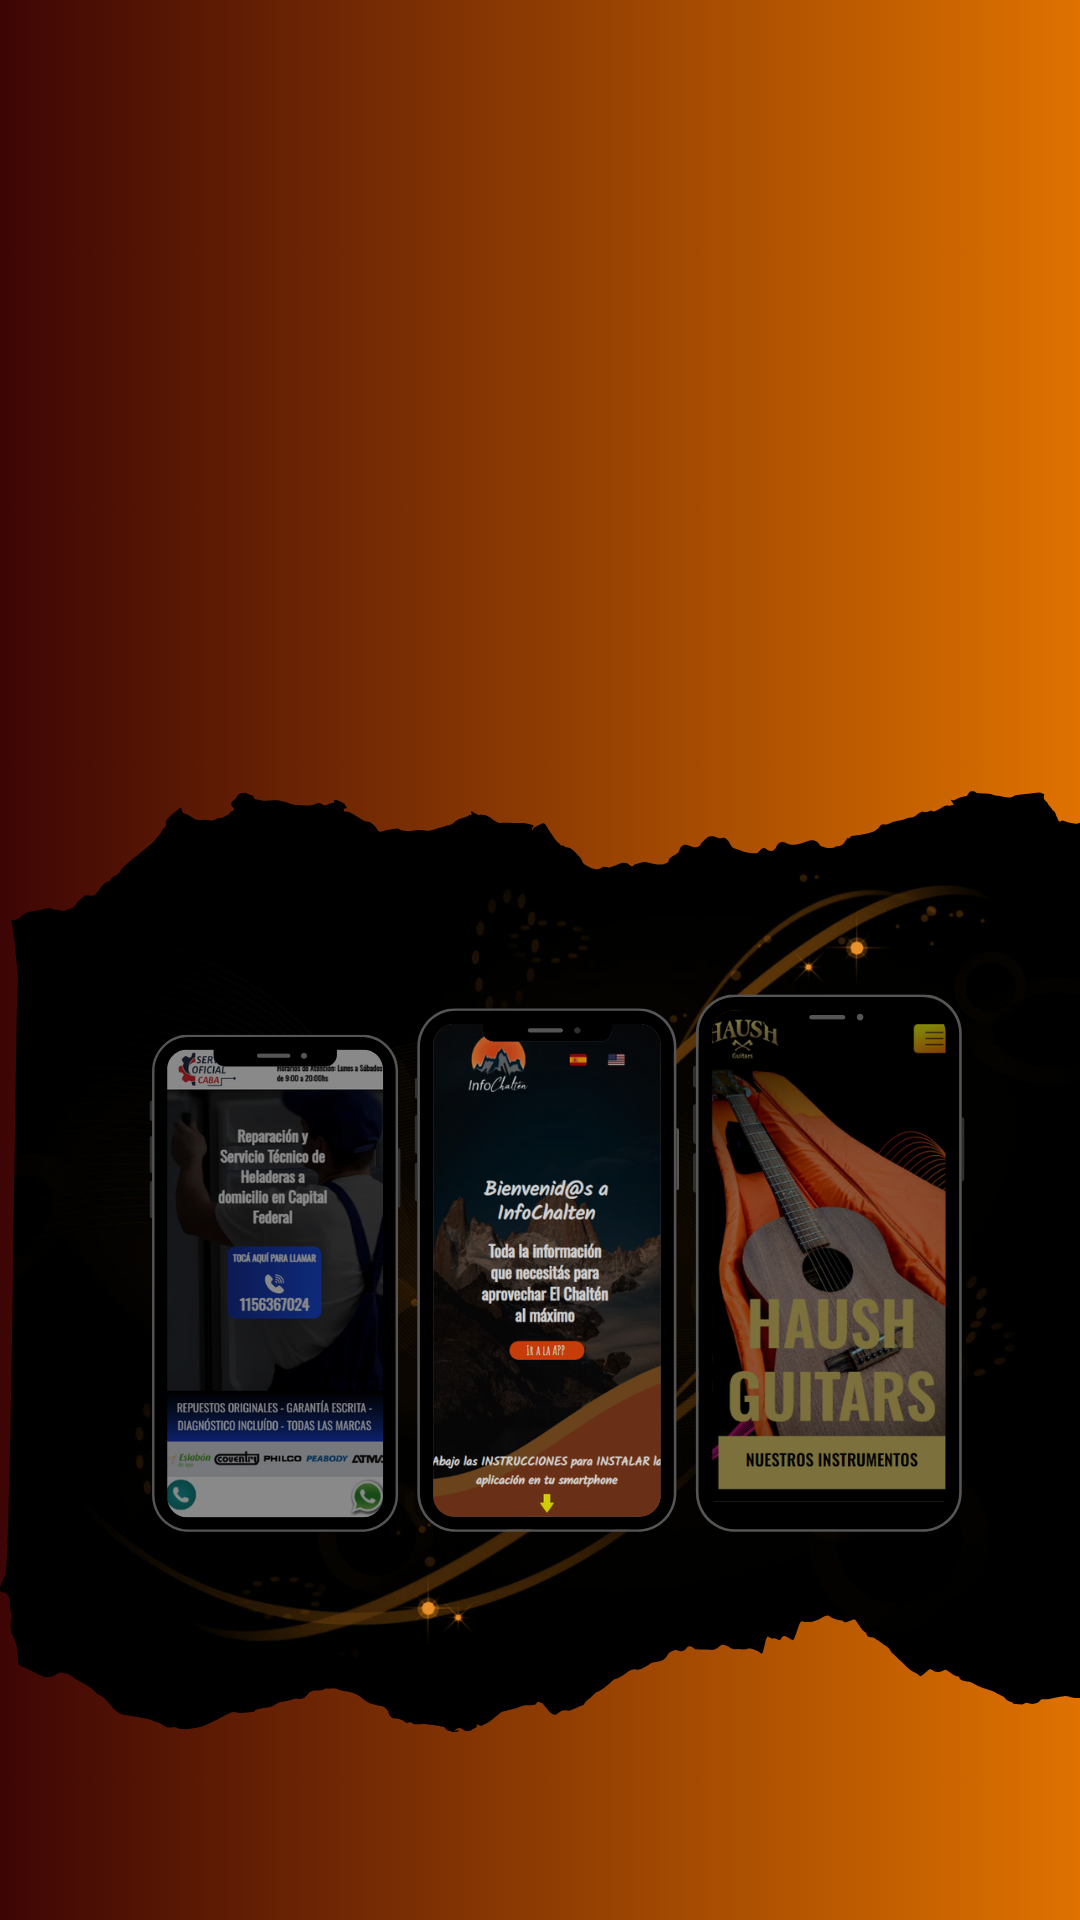 SER
OFICIAL
CABA
Horarios de Atención: Lunes a Sábados
de 9:00 a 20:00hs
Reparación y
Servicio Técnico de
Heladeras a
domicilio en Capital
Federal
TOCÁ AQUÍ PARA LLAMAR
1156367024
REPUESTOS ORIGINALES - GARANTÍA ESCRITA -
DIAGNÓSTICO INCLUÍDO - TODAS LAS MARCAS
Eslabón
coventry
PHILCO
PEABODY
ATMA
InfoChaltén
Bienvenid@s a
InfoChalten
Toda la información
que necesitás para
aprovechar El Chaltén
al máximo
Ir a la APP
Abajo las INSTRUCCIONES para INSTALAR la
aplicación en tu smartphone
HAUSH
Guitars
HAUSH
GUITARS
NUESTROS INSTRUMENTOS